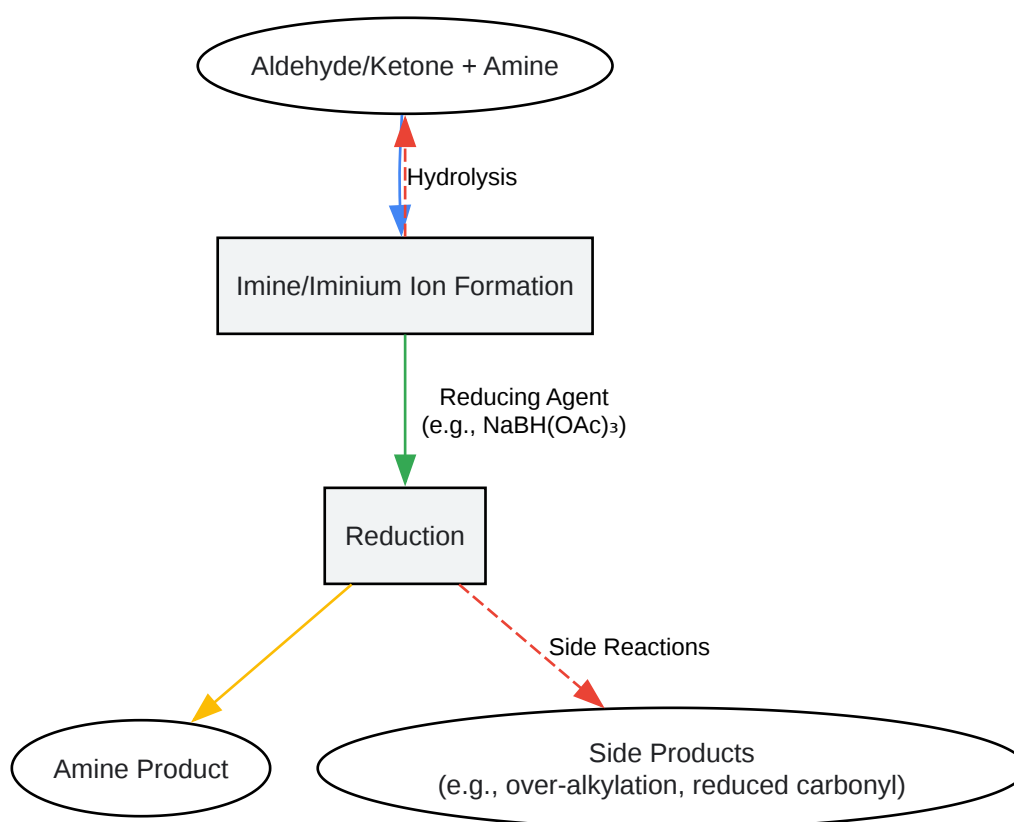 Aldehyde/Ketone + Amine
Hydrolysis
Imine/Iminium Ion Formation
Reducing Agent
(e.g., NaBH(OAc)₃)
Reduction
Side Reactions
Amine Product
Side Products
(e.g., over-alkylation, reduced carbonyl)